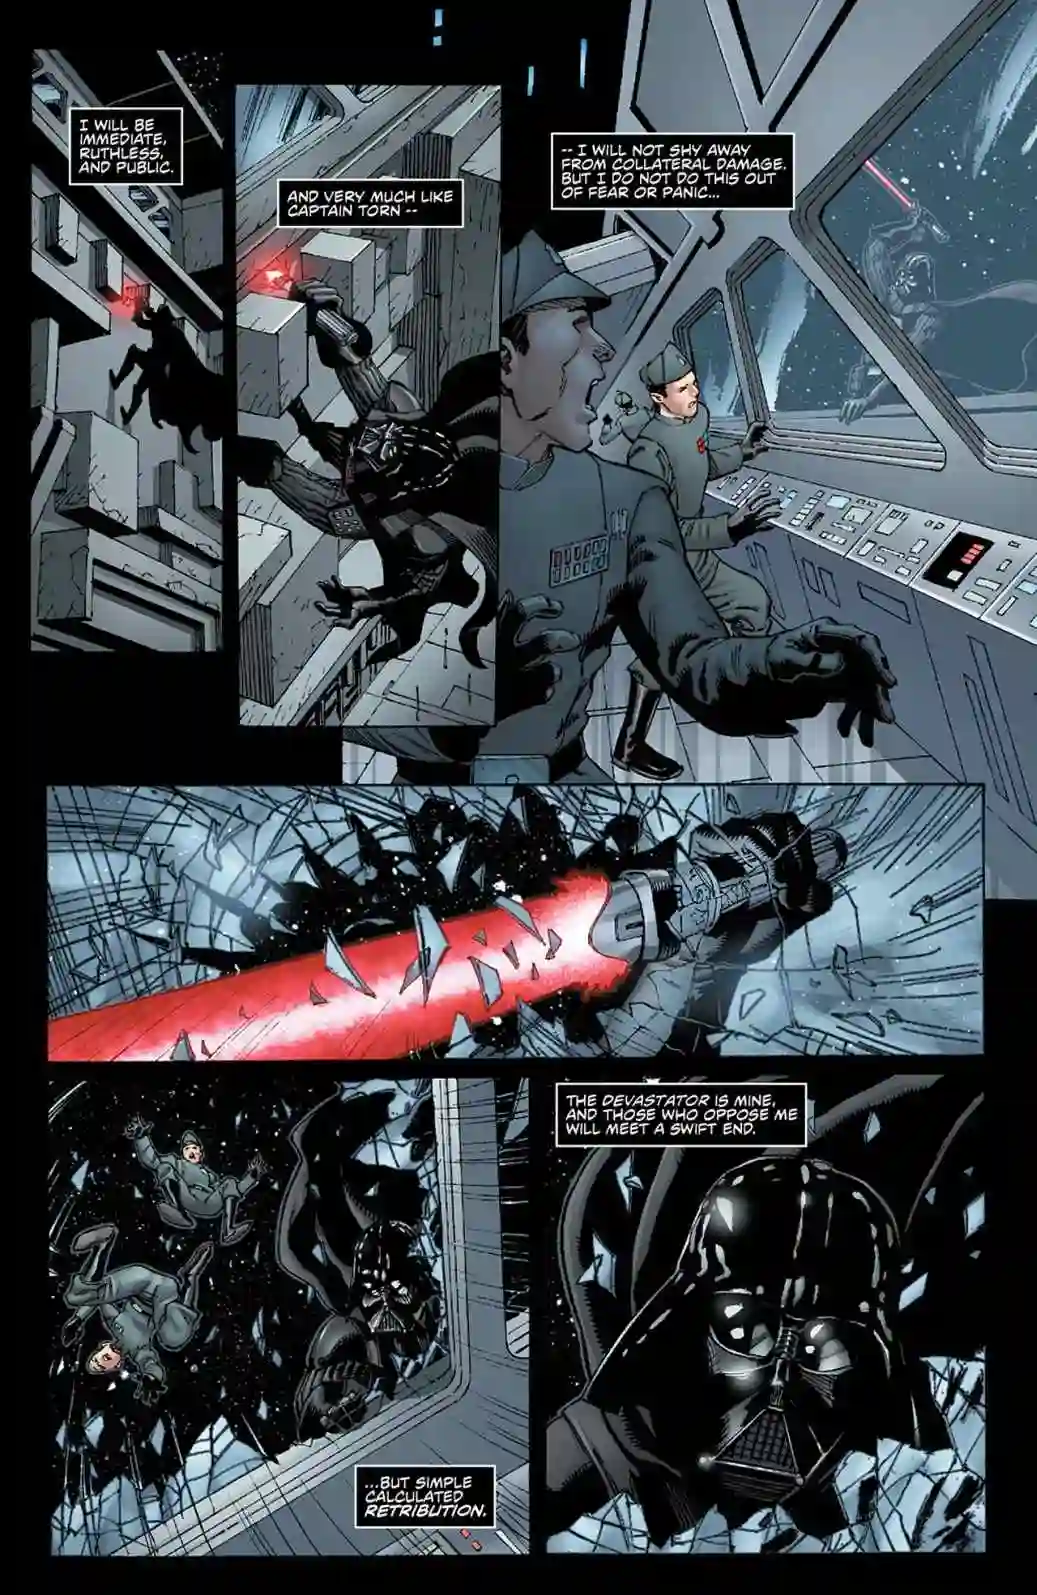 I WILL BE
IMMEDIATE,
RUTHLESS,
AND PUBLIC.
AND VERY MUCH LIKE
CAPTAIN TORN --
-- I WILL NOT SHY AWAY
FROM COLLATERAL DAMAGE.
BUT I DO NOT DO THIS OUT
OF FEAR OR PANIC...
...BUT SIMPLE
CALCULATED
RETRIBUTION.
THE DEVASTATOR IS MINE,
AND THOSE WHO OPPOSE ME
WILL MEET A SWIFT END.